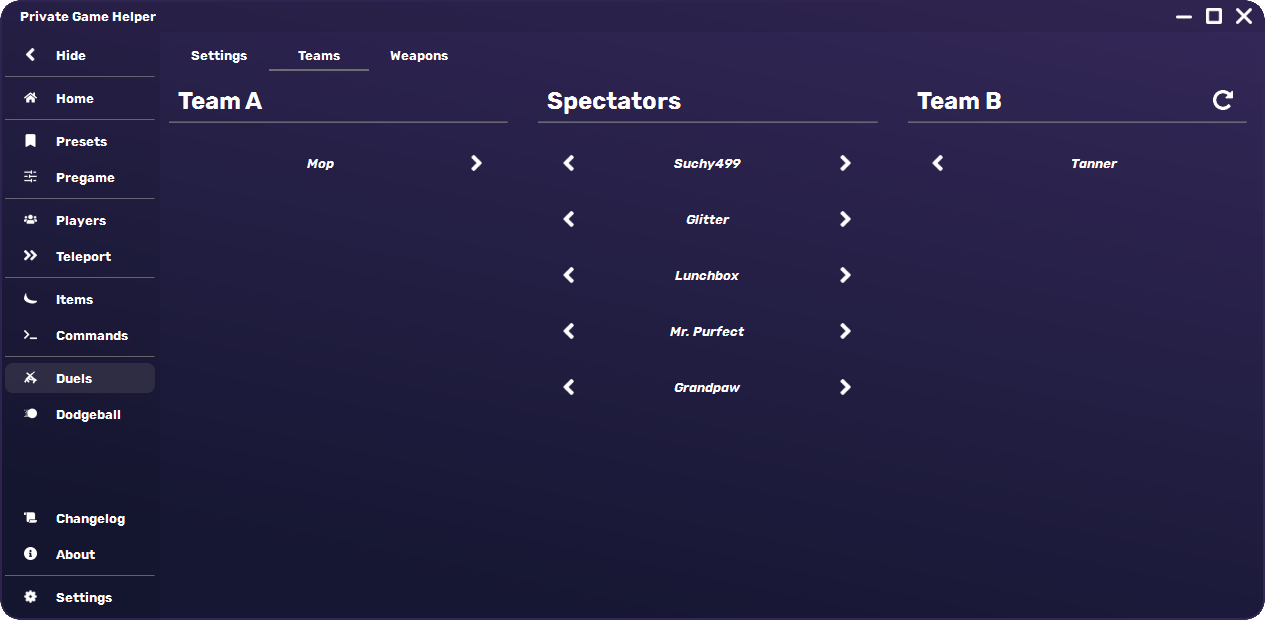 Private Game Helper
Hide
Home
Presets
Pregame
Players
Teleport
Items
Commands
Duels
Dodgeball
Changelog
About
Settings
Settings Teams Weapons
Team A
Mop
Spectators
Suchy499
Glitter
Lunchbox
Mr. Purfect
Grandpaw
Team B
Tanner